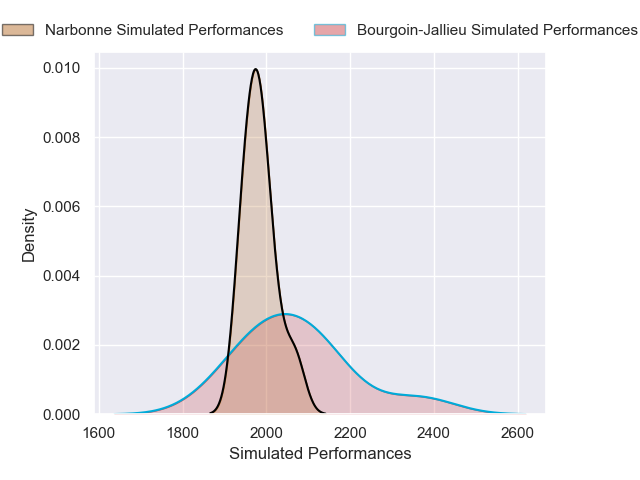 Narbonne Simulated Performances Bourgoin-Jallieu Simulated Performances
0.010
0.008
0.006
0.004
0.002
0.000
Density
1600 1800 2000 2200 2400 2600
Simulated Performances